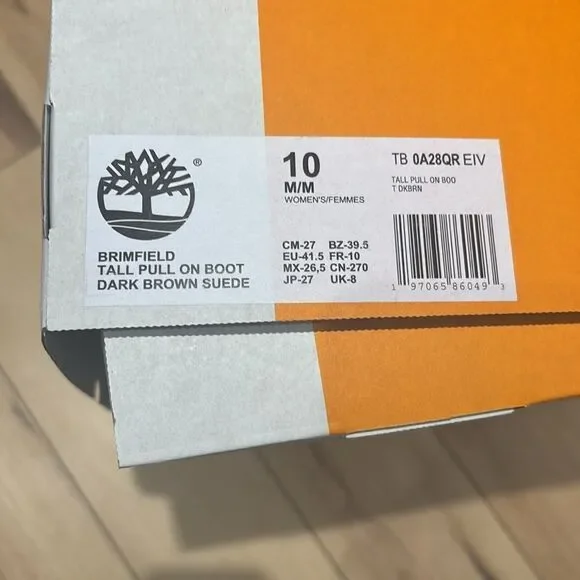 ®
BRIMFIELD
TALL PULL ON BOOT
DARK BROWN SUEDE
10
M/M
WOMEN'S/FEMMES
CM-27 BZ-39.5
EU-41.5 FR-10
MX-26,5 CN-270
JP-27 UK-8
TB 0A28QR EIV
TALL PULL ON BOO
T DKBRN
1 97065 86049 3